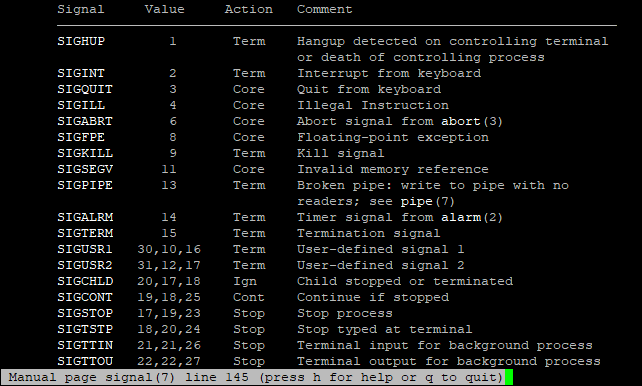 Signal Value Action Comment
SIGHUP 1 Term Hangup detected on controlling terminal
or death of controlling process
SIGINT 2 Term Interrupt from keyboard
SIGQUIT 3 Core Quit from keyboard
SIGILL 4 Core Illegal Instruction
SIGABRT 6 Core Abort signal from abort(3)
SIGFPE 8 Core Floating-point exception
SIGKILL 9 Term Kill signal
SIGSEGV 11 Core Invalid memory reference
SIGPIPE 13 Term Broken pipe: write to pipe with no
readers; see pipe(7)
SIGALRM 14 Term Timer signal from alarm(2)
SIGTERM 15 Term Termination signal
SIGUSR1 30,10,16 Term User-defined signal 1
SIGUSR2 31,12,17 Term User-defined signal 2
SIGCHLD 20,17,18 Ign Child stopped or terminated
SIGCONT 19,18,25 Cont Continue if stopped
SIGSTOP 17,19,23 Stop Stop process
SIGTSTP 18,20,24 Stop Stop typed at terminal
SIGTTIN 21,21,26 Stop Terminal input for background process
SIGTTOU 22,22,27 Stop Terminal output for background process
Manual page signal(7) line 145 (press h for help or q to quit)